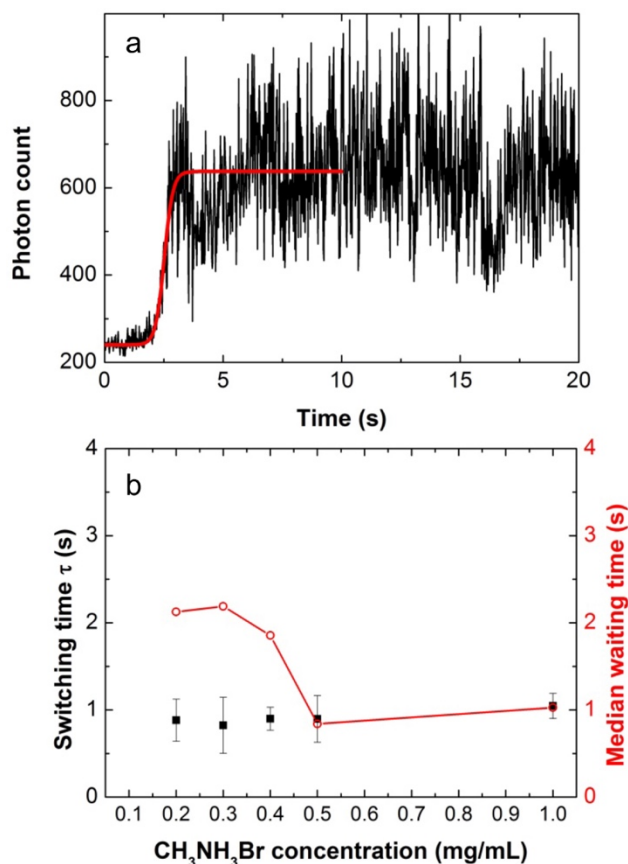 a
800
600
400
200
Photon count
0 5 10 15 20
Time (s)
b
4 4
3 3
2 2
1 1
0 0
Switching time τ (s)
Median waiting time (s)
0.1 0.2 0.3 0.4 0.5 0.6 0.7 0.8 0.9 1.0
CH₃NH₃Br concentration (mg/mL)